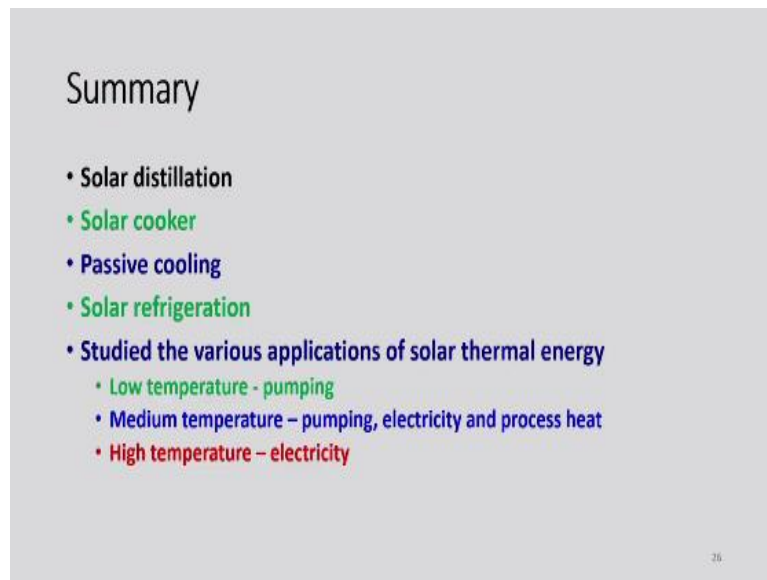 Summary
• Solar distillation
• Solar cooker
• Passive cooling
• Solar refrigeration
• Studied the various applications of solar thermal energy
• Low temperature - pumping
• Medium temperature – pumping, electricity and process heat
• High temperature – electricity
26